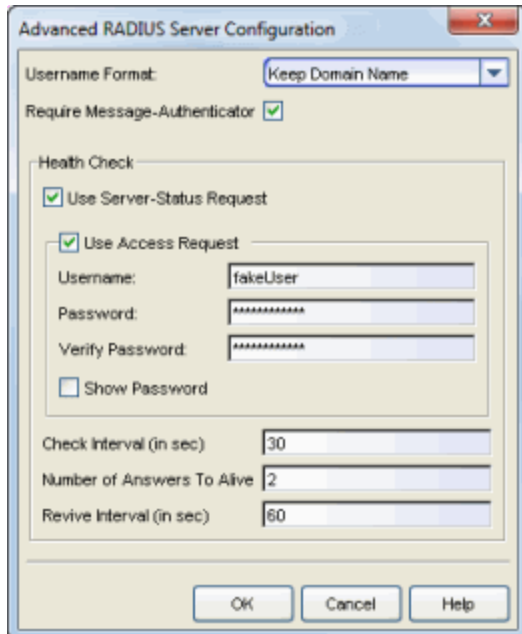 Advanced RADIUS Server Configuration
Username Format: Keep Domain Name
Require Message-Authenticator
Health Check
Use Server-Status Request
Use Access Request
Username: fakeUser
Password: ************
Verify Password: ************
Show Password
Check Interval (in sec) 30
Number of Answers To Alive 2
Revive Interval (in sec) 60
OK Cancel Help